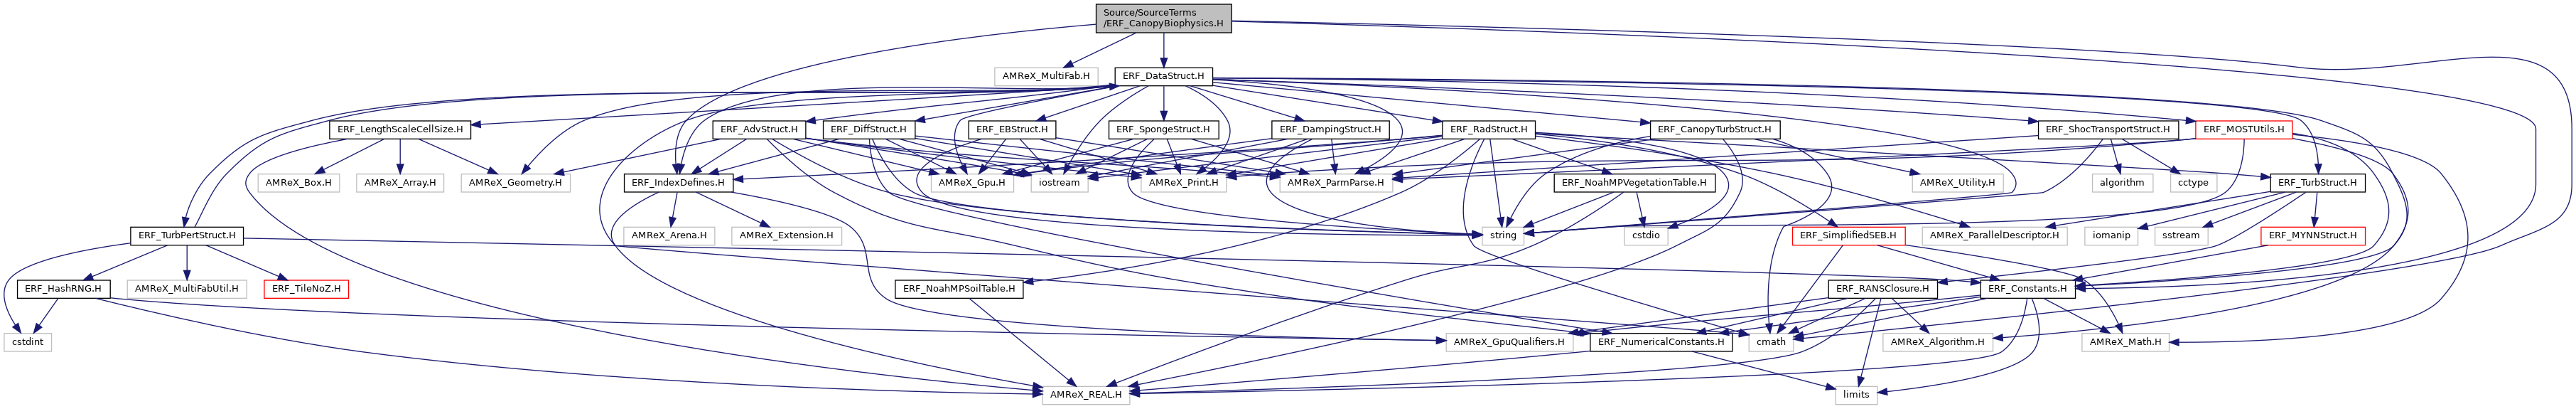 Source/SourceTerms
/ERF_CanopyBiophysics.H
AMReX_MultiFab.H
ERF_DataStruct.H
ERF_LengthScaleCellSize.H
ERF_AdvStruct.H
ERF_DiffStruct.H
ERF_EBStruct.H
ERF_SpongeStruct.H
ERF_DampingStruct.H
ERF_RadStruct.H
ERF_CanopyTurbStruct.H
ERF_ShocTransportStruct.H
ERF_MOSTUtils.H
AMReX_Box.H
AMReX_Array.H
AMReX_Geometry.H
ERF_IndexDefines.H
AMReX_Gpu.H
iostream
AMReX_Print.H
AMReX_ParmParse.H
ERF_NoahMPVegetationTable.H
AMReX_Utility.H
algorithm
cctype
ERF_TurbStruct.H
ERF_TurbPertStruct.H
AMReX_Arena.H
AMReX_Extension.H
string
cstdio
ERF_SimplifiedSEB.H
AMReX_ParallelDescriptor.H
iomanip
sstream
ERF_MYNNStruct.H
ERF_HashRNG.H
AMReX_MultiFabUtil.H
ERF_TileNoZ.H
ERF_NoahMPSoilTable.H
ERF_RANSClosure.H
ERF_Constants.H
cstdint
AMReX_GpuQualifiers.H
ERF_NumericalConstants.H
cmath
AMReX_Algorithm.H
AMReX_Math.H
AMReX_REAL.H
limits